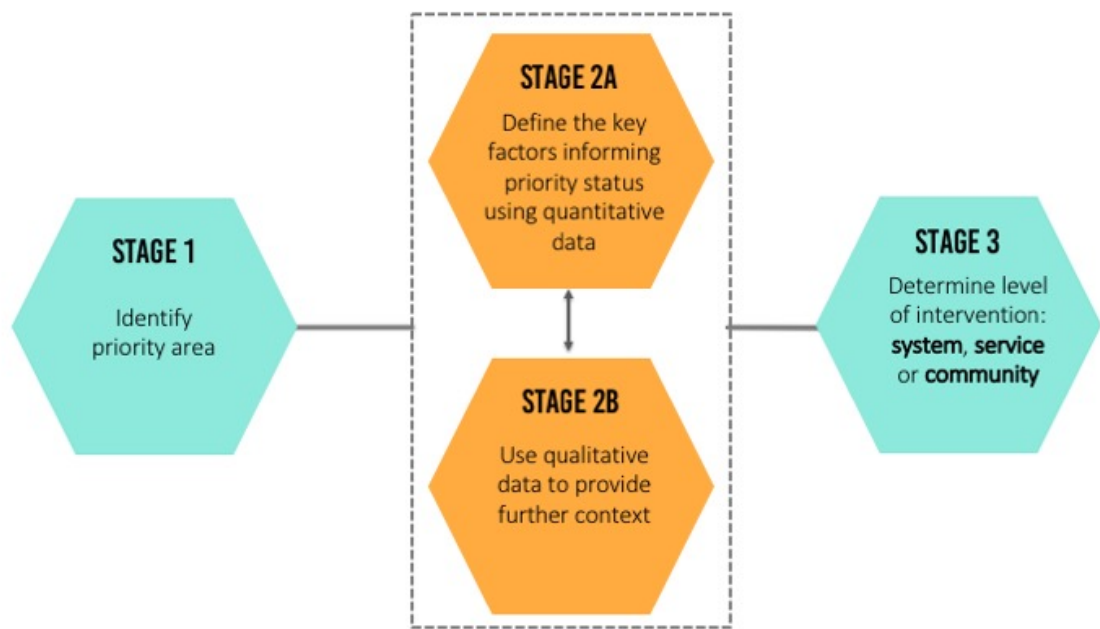 STAGE 1
Identify
priority area
STAGE 2A
Define the key
factors informing
priority status
using quantitative
data
STAGE 2B
Use qualitative
data to provide
further context
STAGE 3
Determine level
of intervention:
system, service
or community